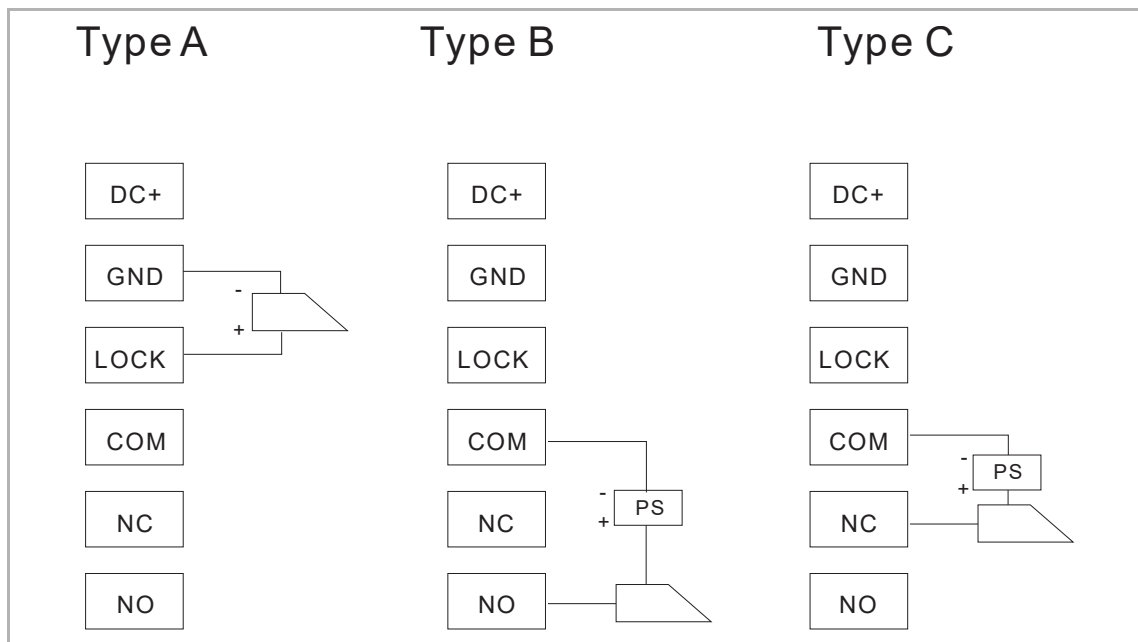 Type A
Type B
Type C
DC+
GND
-
+
LOCK
COM
NC
NO
DC+
GND
LOCK
COM
-
PS
+
NC
NO
DC+
GND
LOCK
COM
-
PS
+
NC
NO